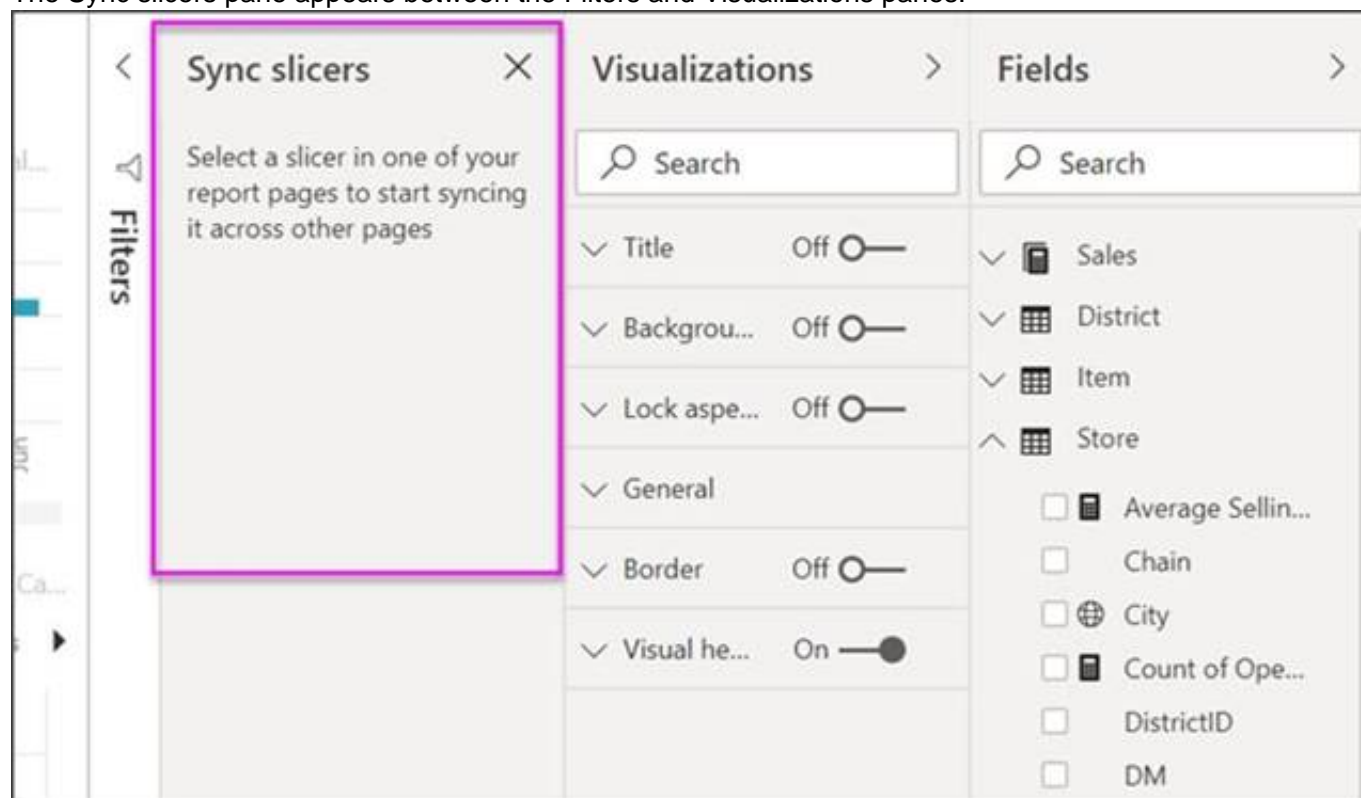 The Sync slicers pane appears between the Filters and Visualizations panes.
Sync slicers
Select a slicer in one of your
report pages to start syncing
it across other pages
Filters
Jun
Ca...
Visualizations
Search
Title Off
Backgrou... Off
Lock aspe... Off
General
Border Off
Visual he... On
Fields
Search
Sales
District
Item
Store
Average Sellin...
Chain
City
Count of Ope...
DistrictID
DM